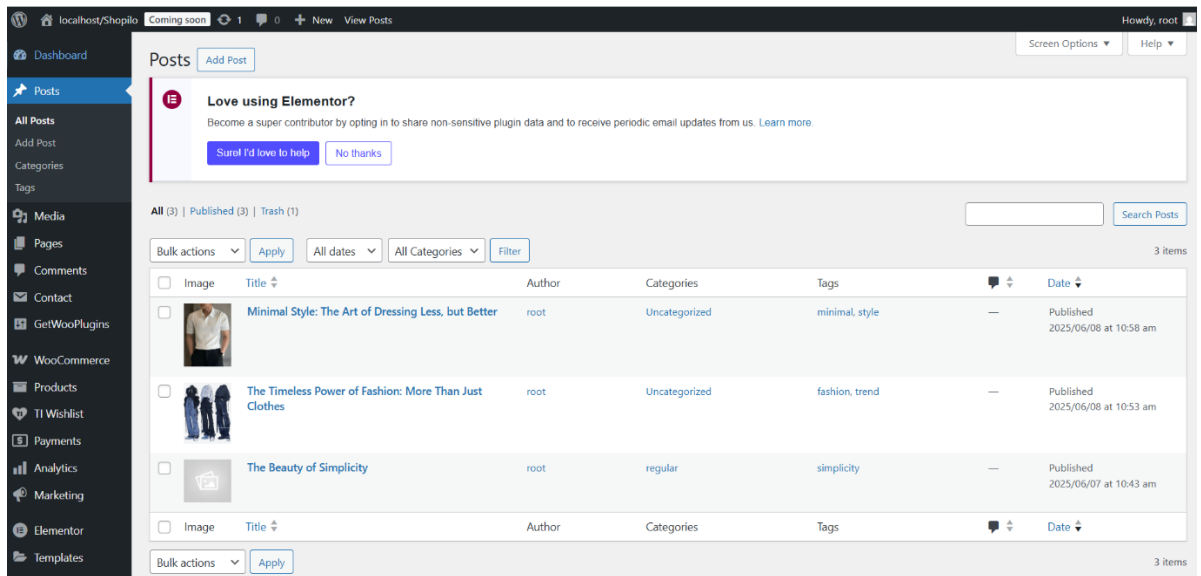 localhost/Shopilo Coming soon 1 0 New View Posts Howdy, root
Screen Options Help
Dashboard
Posts
All Posts
Add Post
Categories
Tags
Media
Pages
Comments
Contact
GetWooPlugins
WooCommerce
Products
TI Wishlist
Payments
Analytics
Marketing
Elementor
Templates
Posts Add Post
Love using Elementor?
Become a super contributor by opting in to share non-sensitive plugin data and to receive periodic email updates from us. Learn more
Sure! I'd love to help No thanks
All (3) | Published (3) | Trash (1)
Search Posts
Bulk actions Apply All dates All Categories Filter 3 items
Image Title Author Categories Tags Date
Minimal Style: The Art of Dressing Less, but Better root Uncategorized minimal, style — Published
2025/06/08 at 10:58 am
The Timeless Power of Fashion: More Than Just root Uncategorized fashion, trend — Published
Clothes 2025/06/08 at 10:53 am
The Beauty of Simplicity root regular simplicity — Published
2025/06/07 at 10:43 am
Image Title Author Categories Tags Date
Bulk actions Apply 3 items